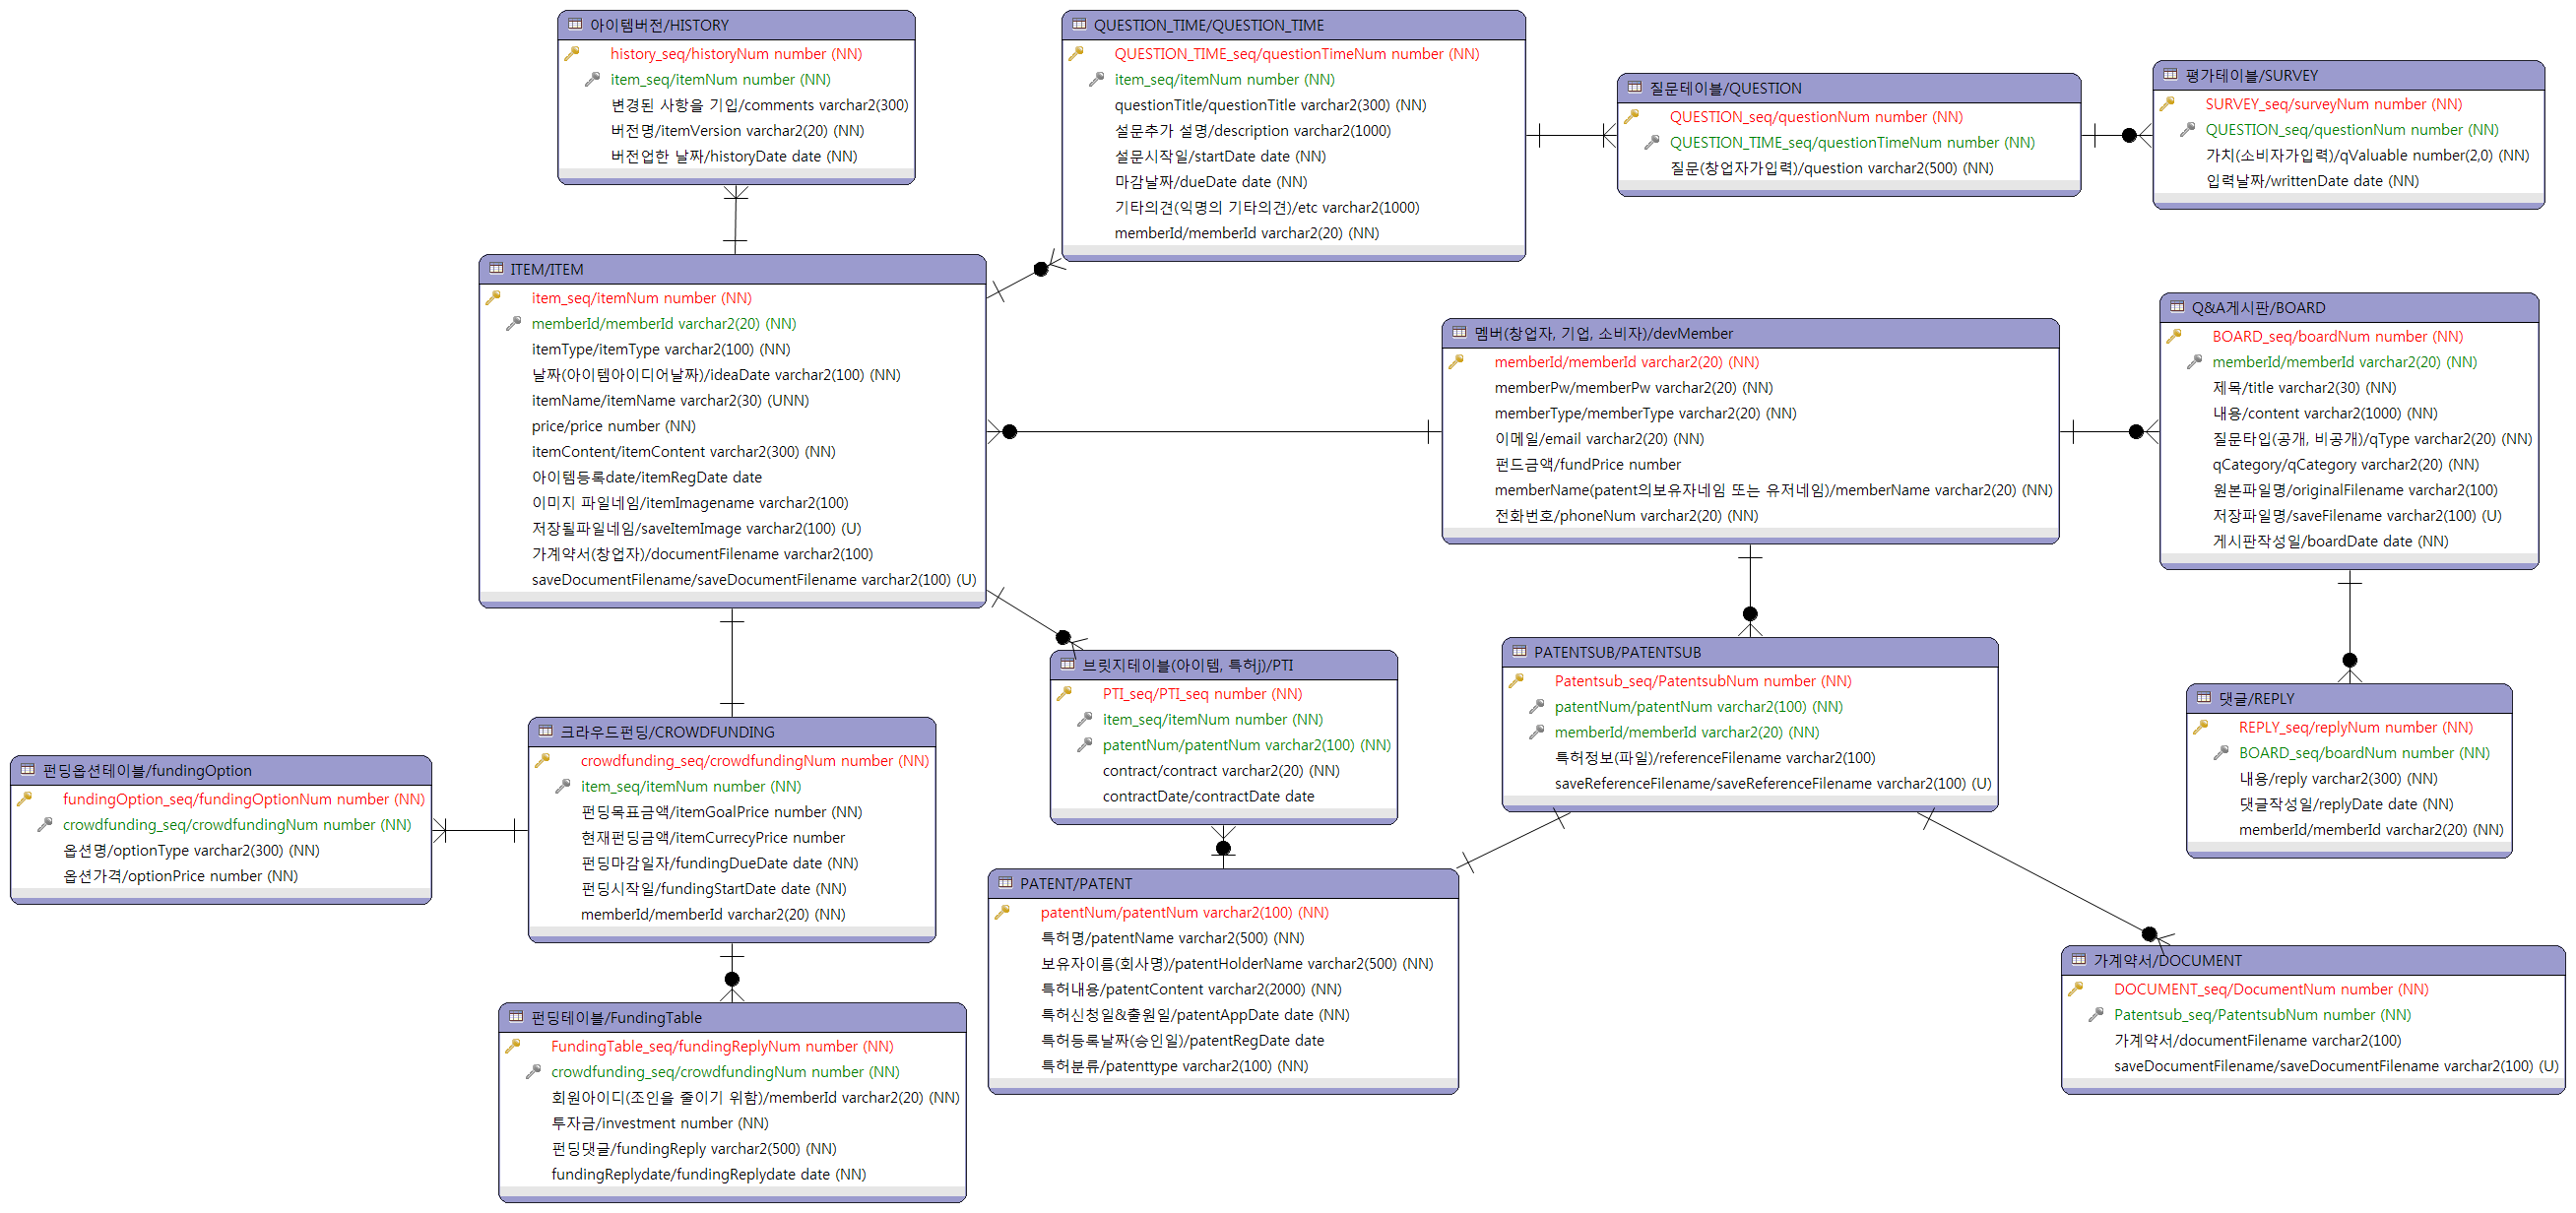 아이템버전/HISTORY
history_seq/historyNum number (NN)
item_seq/itemNum number (NN)
변경된 사항을 기입/comments varchar2(300)
버전명/itemVersion varchar2(20) (NN)
버전업한 날짜/historyDate date (NN)
QUESTION_TIME/QUESTION_TIME
QUESTION_TIME_seq/questionTimeNum number (NN)
item_seq/itemNum number (NN)
questionTitle/questionTitle varchar2(300) (NN)
설문추가 설명/description varchar2(1000)
설문시작일/startDate date (NN)
마감날짜/dueDate date (NN)
기타의견(익명의 기타의견)/etc varchar2(1000)
memberId/memberId varchar2(20) (NN)
질문테이블/QUESTION
QUESTION_seq/questionNum number (NN)
QUESTION_TIME_seq/questionTimeNum number (NN)
질문(창업자가입력)/question varchar2(500) (NN)
평가테이블/SURVEY
SURVEY_seq/surveyNum number (NN)
QUESTION_seq/questionNum number (NN)
가치(소비자가입력)/qValuable number(2,0) (NN)
입력날짜/writtenDate date (NN)
ITEM/ITEM
item_seq/itemNum number (NN)
memberId/memberId varchar2(20) (NN)
itemType/itemType varchar2(100) (NN)
날짜(아이템아이디어날짜)/ideaDate varchar2(100) (NN)
itemName/itemName varchar2(30) (UNN)
price/price number (NN)
itemContent/itemContent varchar2(300) (NN)
아이템등록date/itemRegDate date
이미지 파일네임/itemImagename varchar2(100)
저장될파일네임/saveItemImage varchar2(100) (U)
가계약서(창업자)/documentFilename varchar2(100)
saveDocumentFilename/saveDocumentFilename varchar2(100) (U)
멤버(창업자, 기업, 소비자)/devMember
memberId/memberId varchar2(20) (NN)
memberPw/memberPw varchar2(20) (NN)
memberType/memberType varchar2(20) (NN)
이메일/email varchar2(20) (NN)
펀드금액/fundPrice number
memberName(patent의보유자네임 또는 유저네임)/memberName varchar2(20) (NN)
전화번호/phoneNum varchar2(20) (NN)
Q&A게시판/BOARD
BOARD_seq/boardNum number (NN)
memberId/memberId varchar2(20) (NN)
제목/title varchar2(30) (NN)
내용/content varchar2(1000) (NN)
질문타입(공개, 비공개)/qType varchar2(20) (NN)
qCategory/qCategory varchar2(20) (NN)
원본파일명/originalFilename varchar2(100)
저장파일명/saveFilename varchar2(100) (U)
게시판작성일/boardDate date (NN)
브릿지테이블(아이템, 특허j)/PTI
PTI_seq/PTI_seq number (NN)
item_seq/itemNum number (NN)
patentNum/patentNum varchar2(100) (NN)
contract/contract varchar2(20) (NN)
contractDate/contractDate date
PATENTSUB/PATENTSUB
Patentsub_seq/PatentsubNum number (NN)
patentNum/patentNum varchar2(100) (NN)
memberId/memberId varchar2(20) (NN)
특허정보(파일)/referenceFilename varchar2(100)
saveReferenceFilename/saveReferenceFilename varchar2(100) (U)
댓글/REPLY
REPLY_seq/replyNum number (NN)
BOARD_seq/boardNum number (NN)
내용/reply varchar2(300) (NN)
댓글작성일/replyDate date (NN)
memberId/memberId varchar2(20) (NN)
펀딩옵션테이블/fundingOption
fundingOption_seq/fundingOptionNum number (NN)
crowdfunding_seq/crowdfundingNum number (NN)
옵션명/optionType varchar2(300) (NN)
옵션가격/optionPrice number (NN)
크라우드펀딩/CROWDFUNDING
crowdfunding_seq/crowdfundingNum number (NN)
item_seq/itemNum number (NN)
펀딩목표금액/itemGoalPrice number (NN)
현재펀딩금액/itemCurrecyPrice number
펀딩마감일자/fundingDueDate date (NN)
펀딩시작일/fundingStartDate date (NN)
memberId/memberId varchar2(20) (NN)
PATENT/PATENT
patentNum/patentNum varchar2(100) (NN)
특허명/patentName varchar2(500) (NN)
보유자이름(회사명)/patentHolderName varchar2(500) (NN)
특허내용/patentContent varchar2(2000) (NN)
특허신청일&출원일/patentAppDate date (NN)
특허등록날짜(승인일)/patentRegDate date
특허분류/patenttype varchar2(100) (NN)
가계약서/DOCUMENT
DOCUMENT_seq/DocumentNum number (NN)
Patentsub_seq/PatentsubNum number (NN)
가계약서/documentFilename varchar2(100)
saveDocumentFilename/saveDocumentFilename varchar2(100) (U)
펀딩테이블/FundingTable
FundingTable_seq/fundingReplyNum number (NN)
crowdfunding_seq/crowdfundingNum number (NN)
회원아이디(조인을 줄이기 위함)/memberId varchar2(20) (NN)
투자금/investment number (NN)
펀딩댓글/fundingReply varchar2(500) (NN)
fundingReplydate/fundingReplydate date (NN)